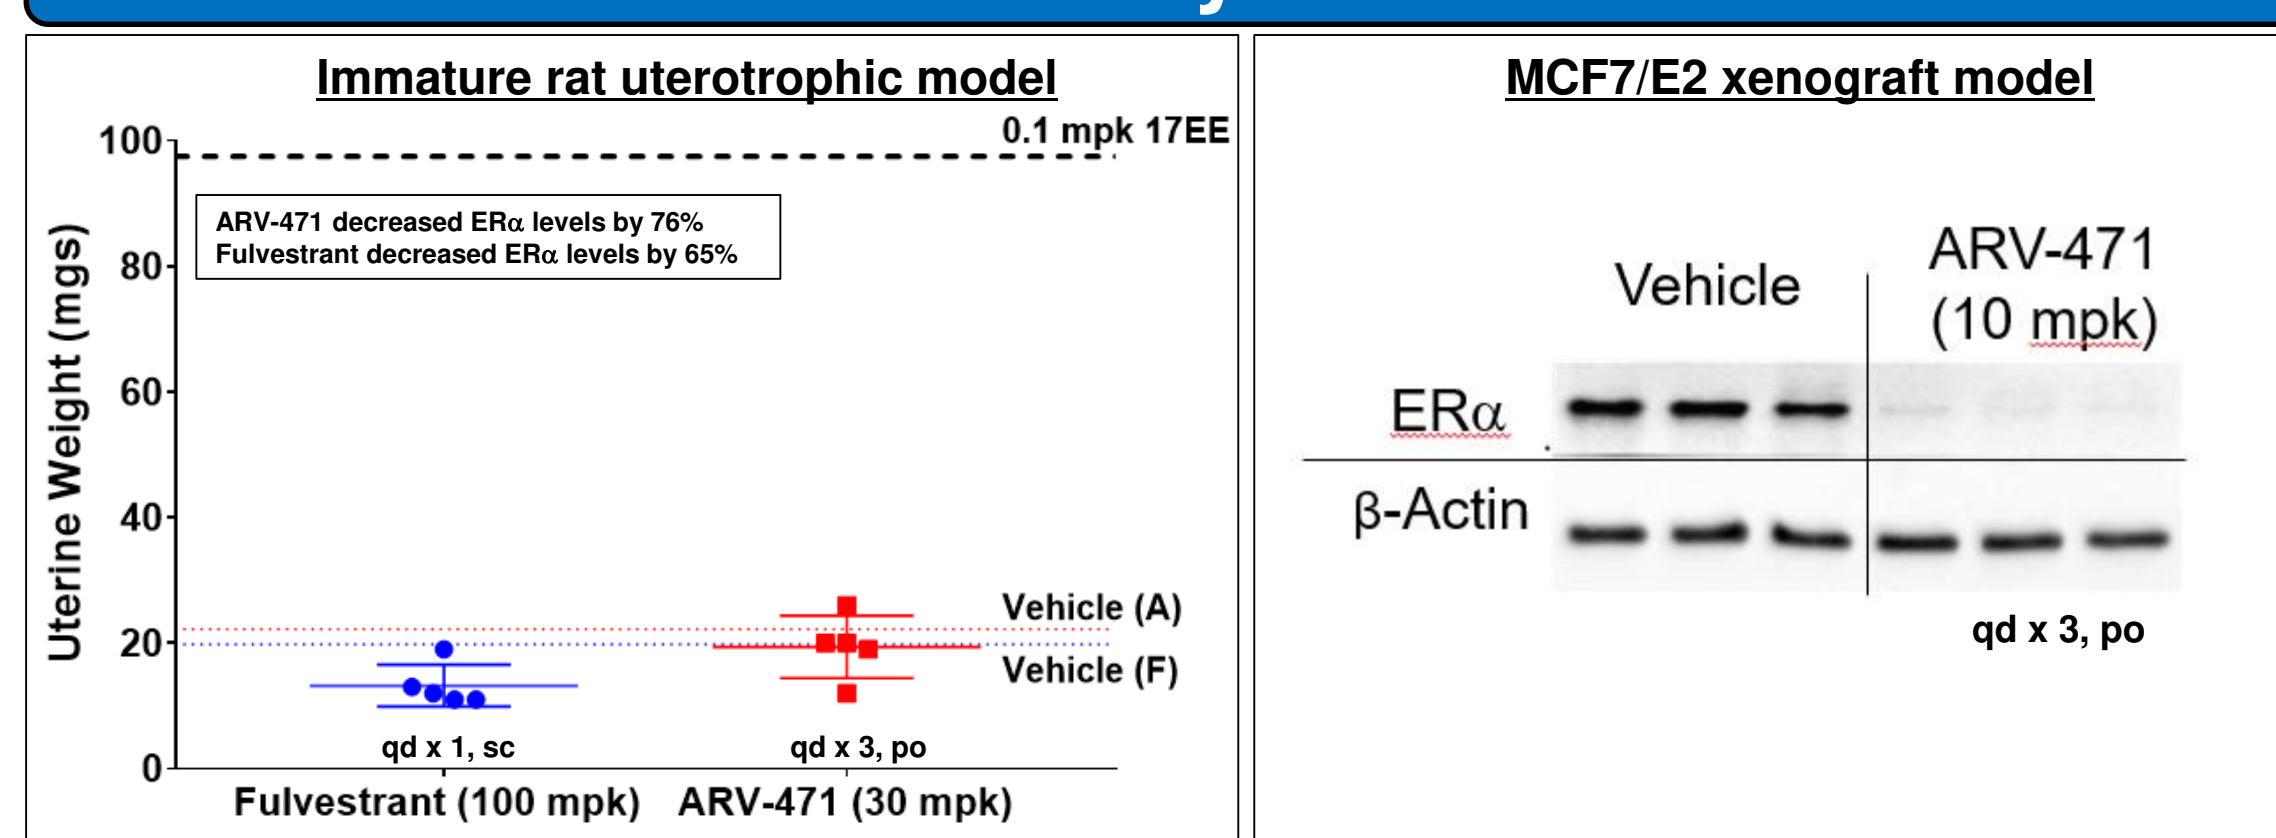 Immature rat uterotrophic model
0.1 mpk 17EE
100
80
60
40
20
0
Uterine Weight (mgs)
ARV-471 decreased ERα levels by 76%
Fulvestrant decreased ERα levels by 65%
Vehicle (A)
Vehicle (F)
qd x 1, sc
qd x 3, po
Fulvestrant (100 mpk)
ARV-471 (30 mpk)
MCF7/E2 xenograft model
Vehicle
ARV-471
(10 mpk)
ERα
β-Actin
qd x 3, po